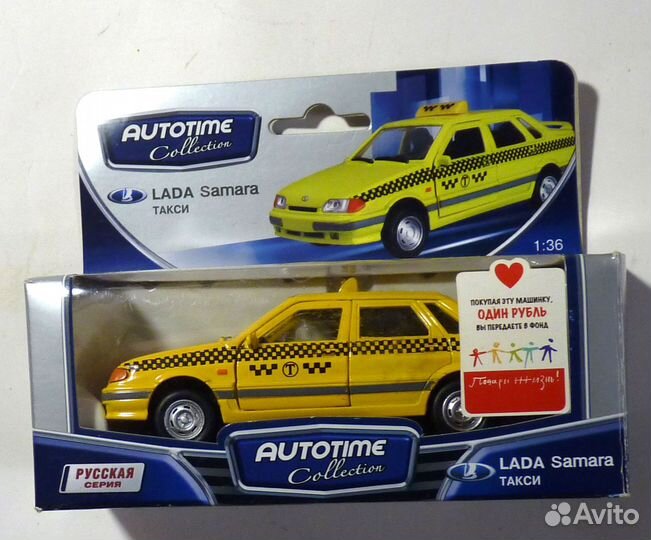 AUTOTIME
Collection
LADA Samara
ТАКСИ
T
1:36
ПОКУПАЯ ЭТУ МАШИНКУ,
ОДИН РУБЛЬ
ВЫ ПЕРЕДАЕТЕ В ФОНД
Подари жизнь!
T
AUTOTIME
Collection
РУССКАЯ
СЕРИЯ
LADA Samara
ТАКСИ
Avito